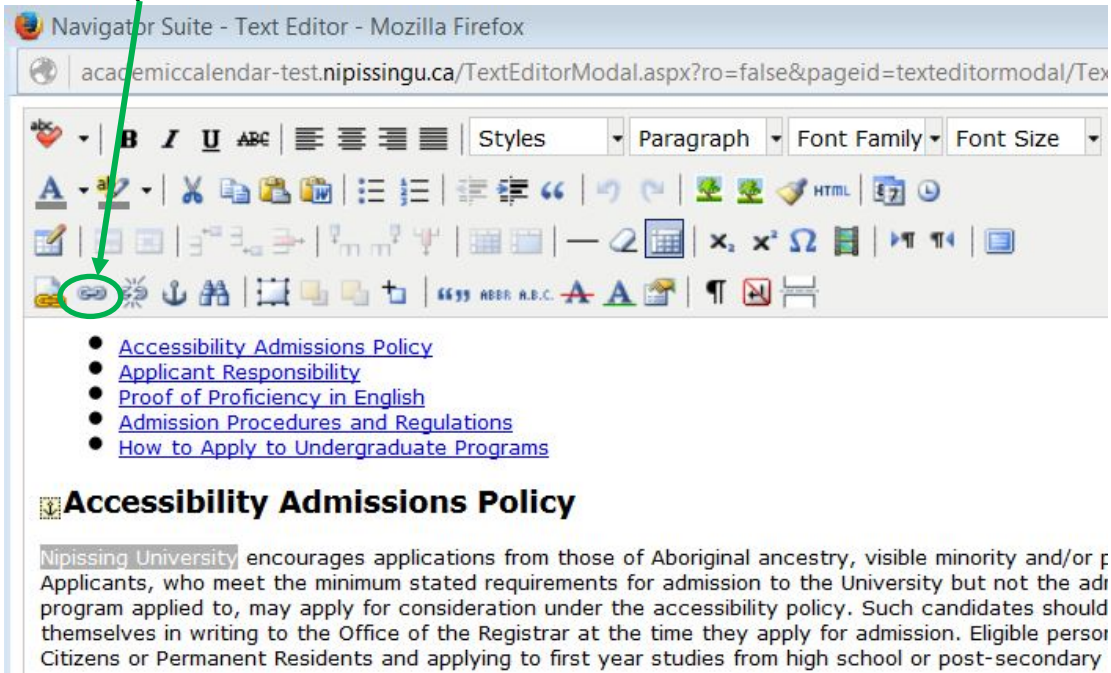 Navigator Suite - Text Editor - Mozilla Firefox
academiccalendar-test.nipissingu.ca/TextEditorModal.aspx?ro=false&pageid=texteditormodal/Tex
abc B I U ABC Styles Paragraph Font Family Font Size
A ab HTML
x₂ x² Ω ¶ ¶
ABBR A.B.C. A A ¶
Accessibility Admissions Policy
Applicant Responsibility
Proof of Proficiency in English
Admission Procedures and Regulations
How to Apply to Undergraduate Programs
Accessibility Admissions Policy
Nipissing University encourages applications from those of Aboriginal ancestry, visible minority and/or p
Applicants, who meet the minimum stated requirements for admission to the University but not the adm
program applied to, may apply for consideration under the accessibility policy. Such candidates should
themselves in writing to the Office of the Registrar at the time they apply for admission. Eligible person
Citizens or Permanent Residents and applying to first year studies from high school or post-secondary